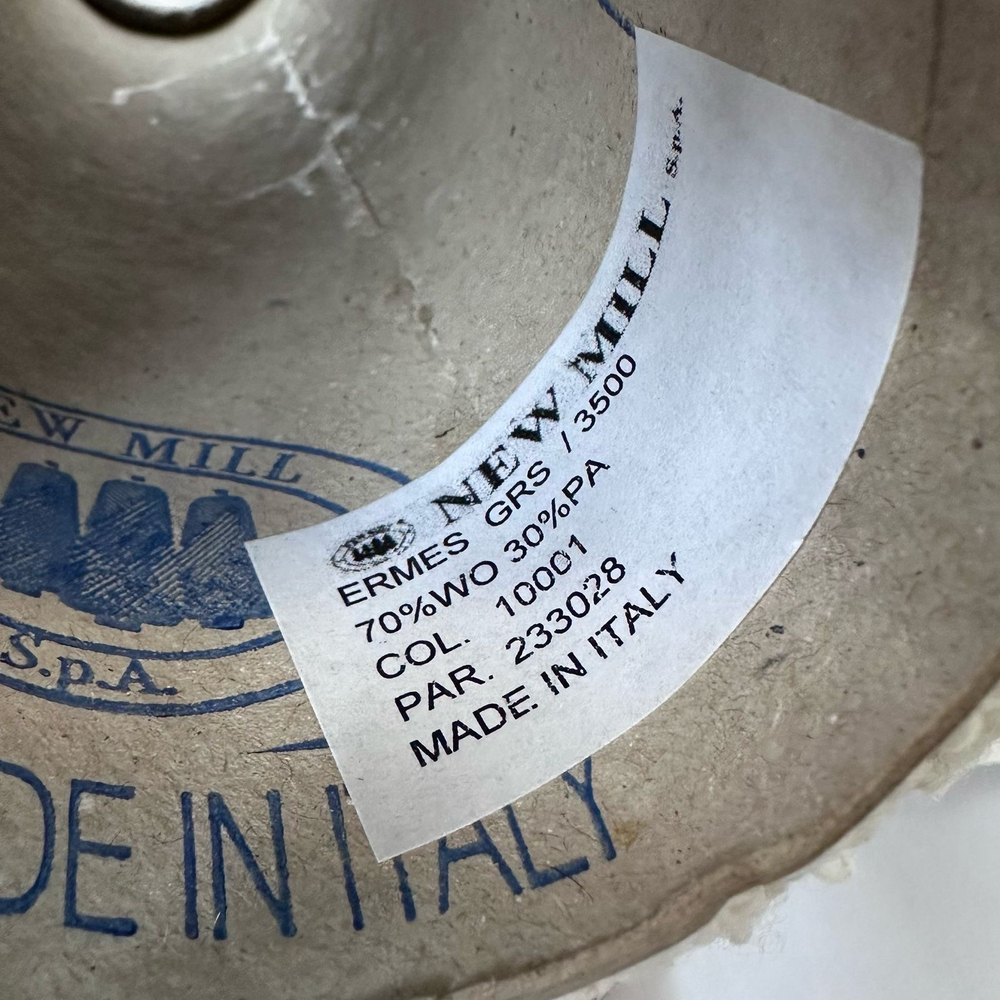 NEW MILL S.p.A.
ERMES GRS / 3500
70%WO 30%PA
COL. 10001
PAR. 233028
MADE IN ITALY
EW MILL
S.p.A.
DE IN ITALY